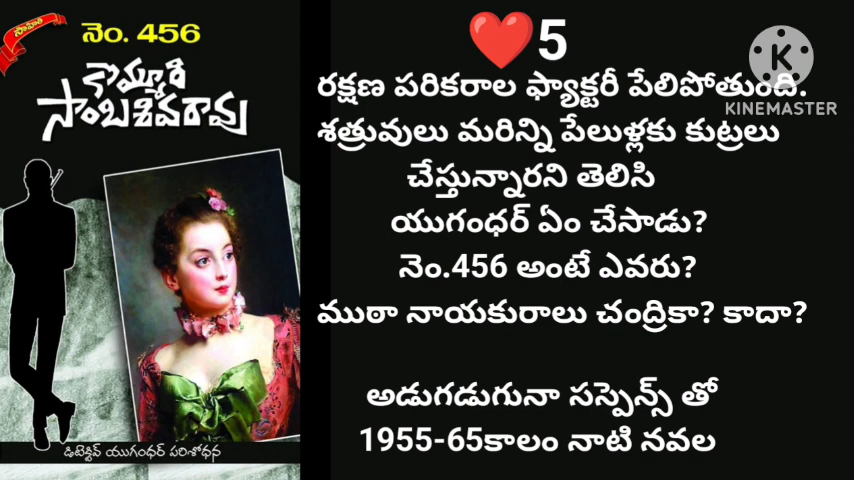 సాహితి
నెం. 456
కొమ్మూరి
సాంబశివరావు
డిటెక్టివ్ యుగంధర్ పరిశోధన
❤️5
రక్షణ పరికరాల ఫ్యాక్టరీ పేలిపోతుంది.
శత్రువులు మరిన్ని పేలుళ్లకు కుట్రలు
చేస్తున్నారని తెలిసి
యుగంధర్ ఏం చేసాడు?
నెం.456 అంటే ఎవరు?
ముఠా నాయకురాలు చంద్రికా? కాదా?
అడుగడుగునా సస్పెన్స్ తో
1955-65కాలం నాటి నవల
K
KINEMASTER